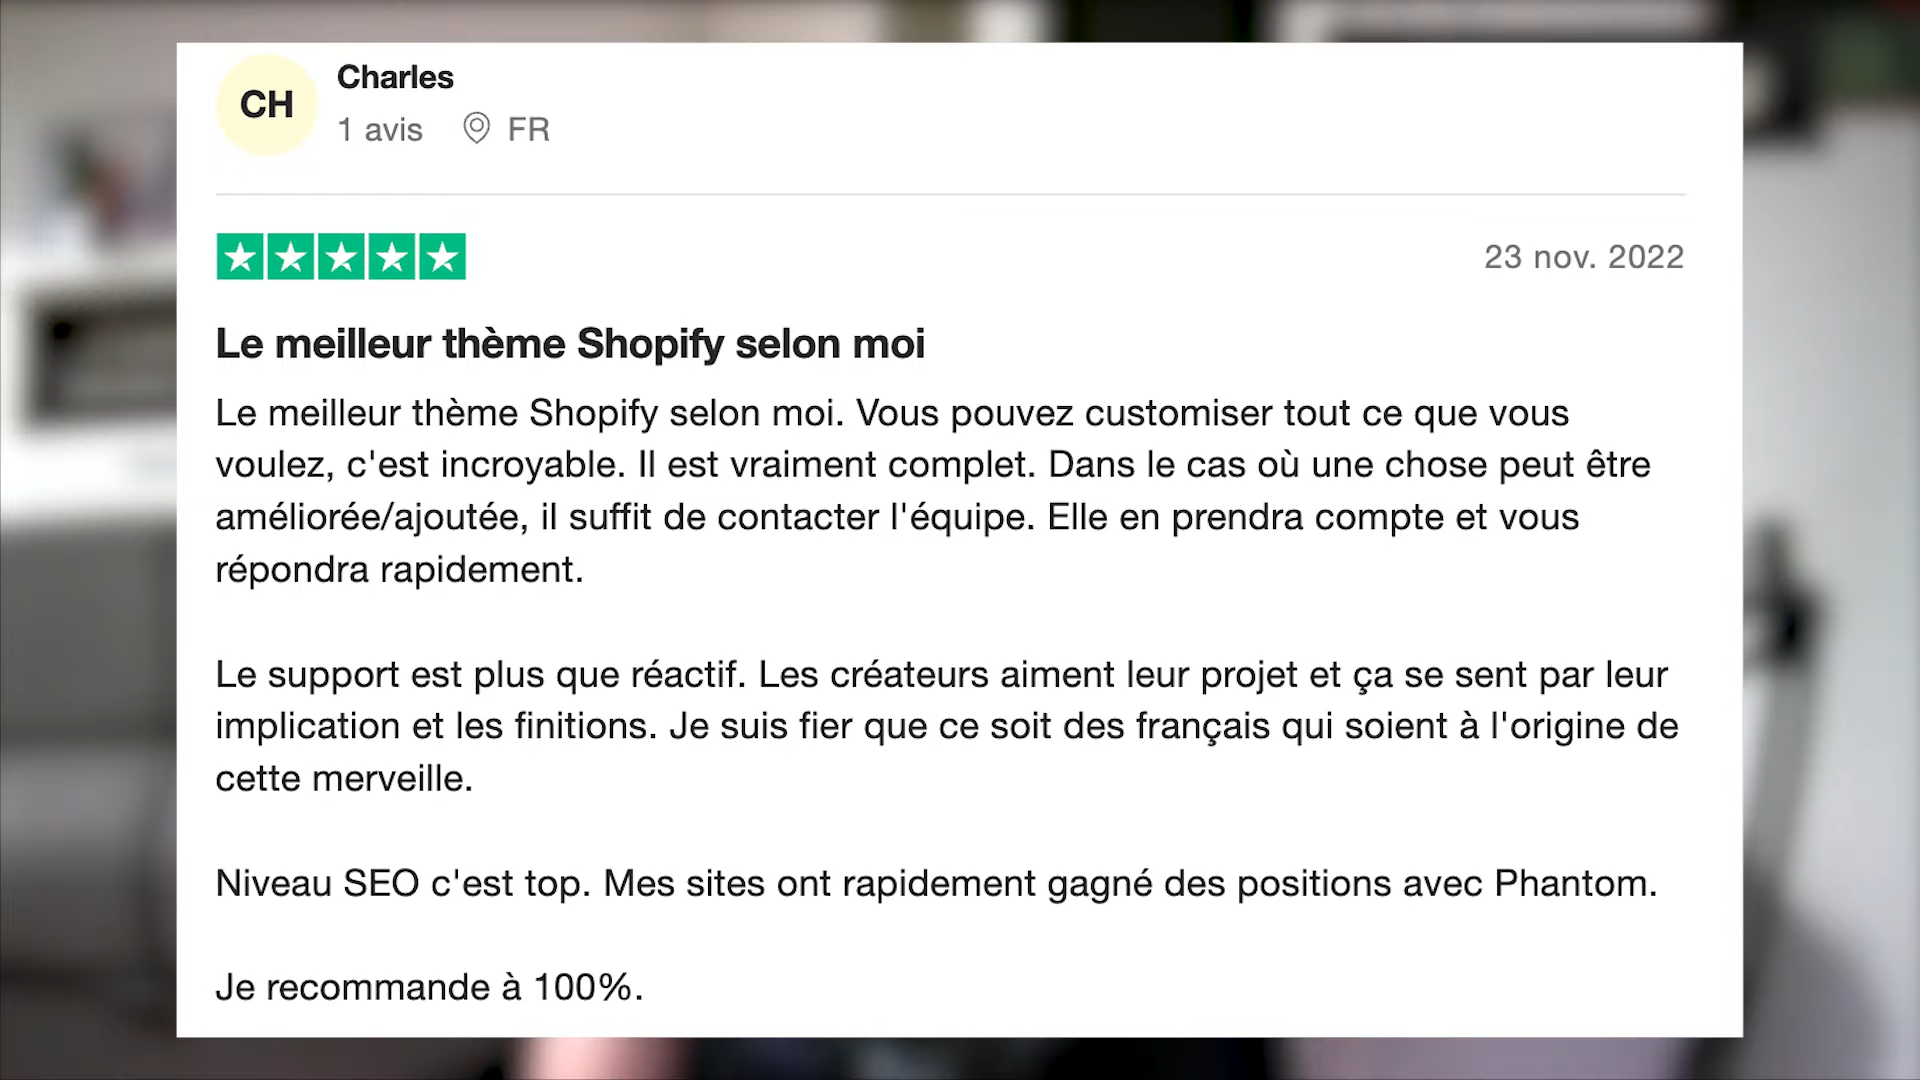 CH
Charles
1 avis FR
23 nov. 2022
Le meilleur thème Shopify selon moi
Le meilleur thème Shopify selon moi. Vous pouvez customiser tout ce que vous
voulez, c'est incroyable. Il est vraiment complet. Dans le cas où une chose peut être
améliorée/ajoutée, il suffit de contacter l'équipe. Elle en prendra compte et vous
répondra rapidement.
Le support est plus que réactif. Les créateurs aiment leur projet et ça se sent par leur
implication et les finitions. Je suis fier que ce soit des français qui soient à l'origine de
cette merveille.
Niveau SEO c'est top. Mes sites ont rapidement gagné des positions avec Phantom.
Je recommande à 100%.